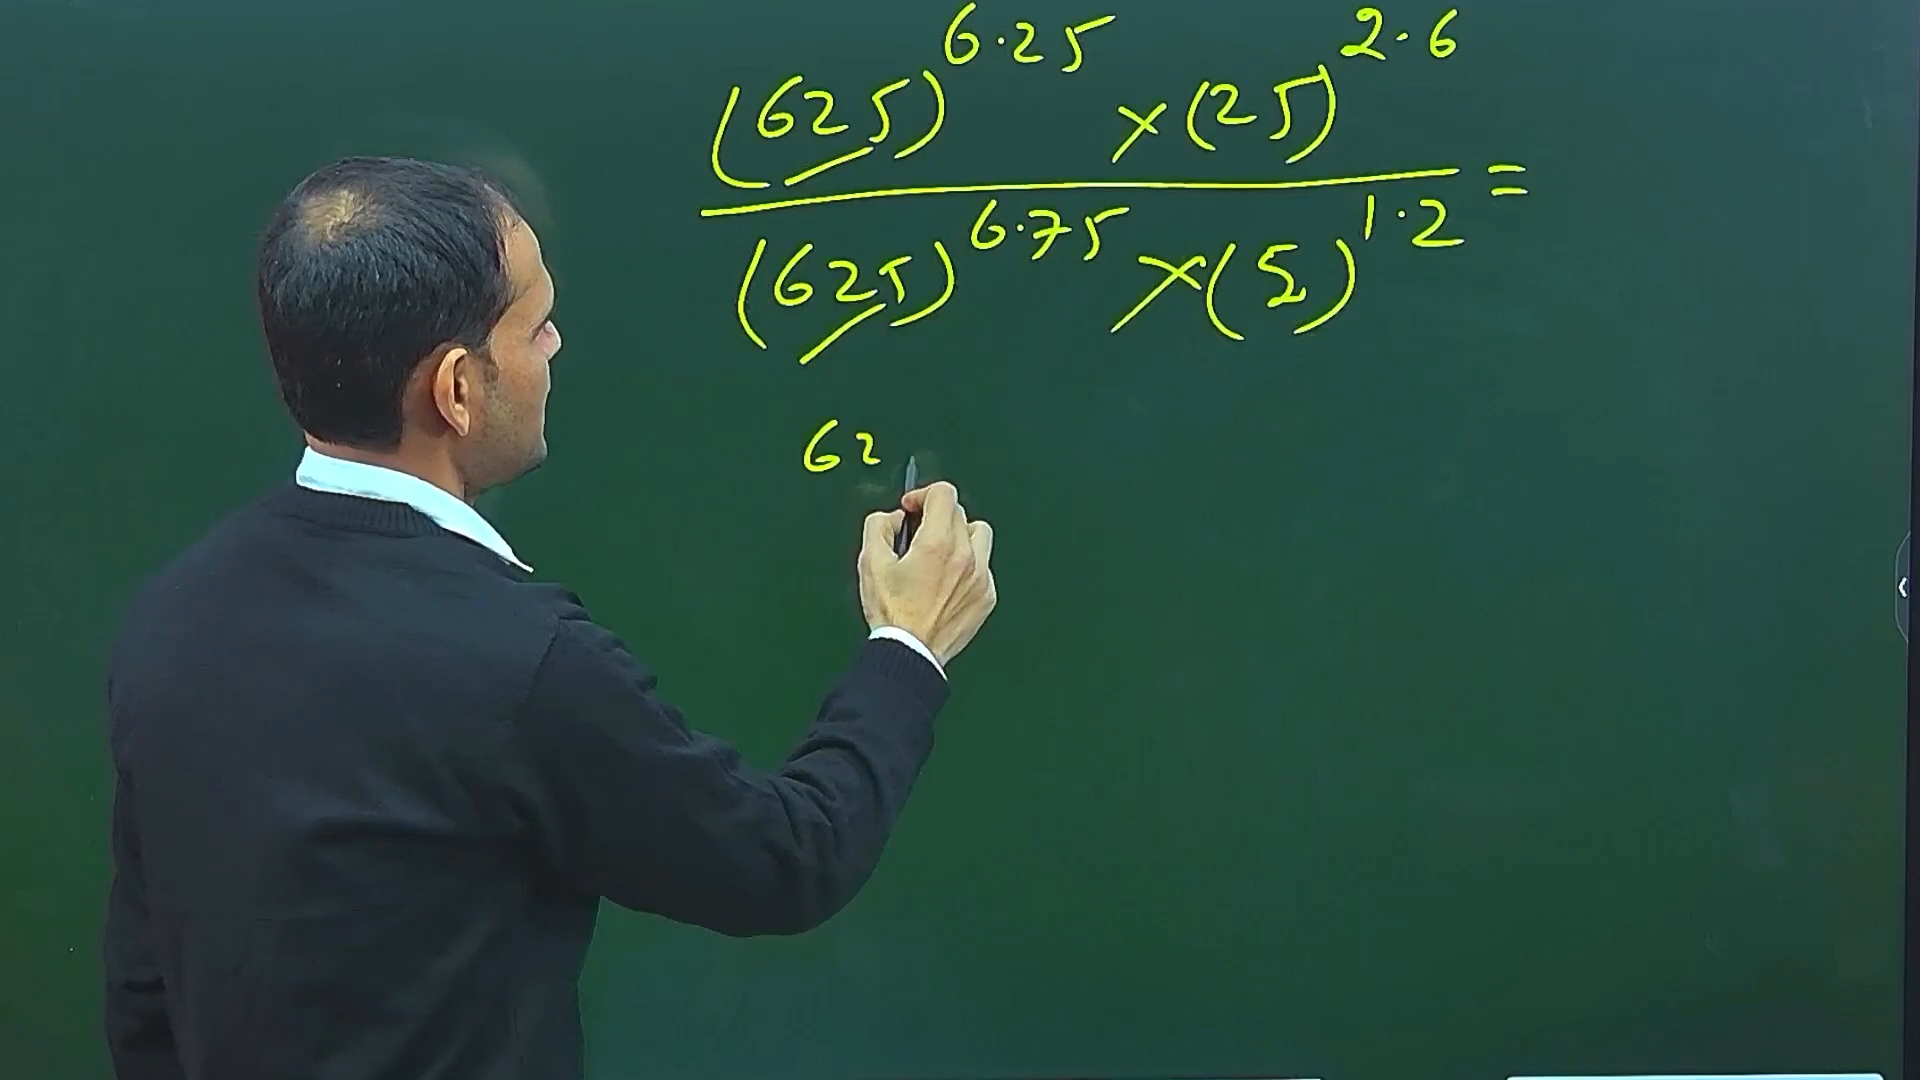 (625)^6.25 × (25)^2.6
=
(625)^6.75 × (5)^1.2
62